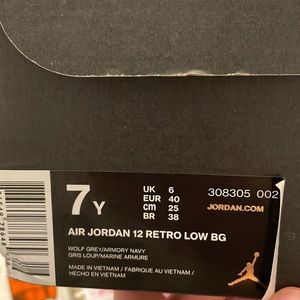 7 Y
UK 6
EUR 40
cm 25
BR 38
308305 002
JORDAN.COM
AIR JORDAN 12 RETRO LOW BG
WOLF GREY/ARMORY NAVY
GRIS LOUP/MARINE ARMURE
MADE IN VIETNAM / FABRIQUE AU VIETNAM /
HECHO EN VIETNAM